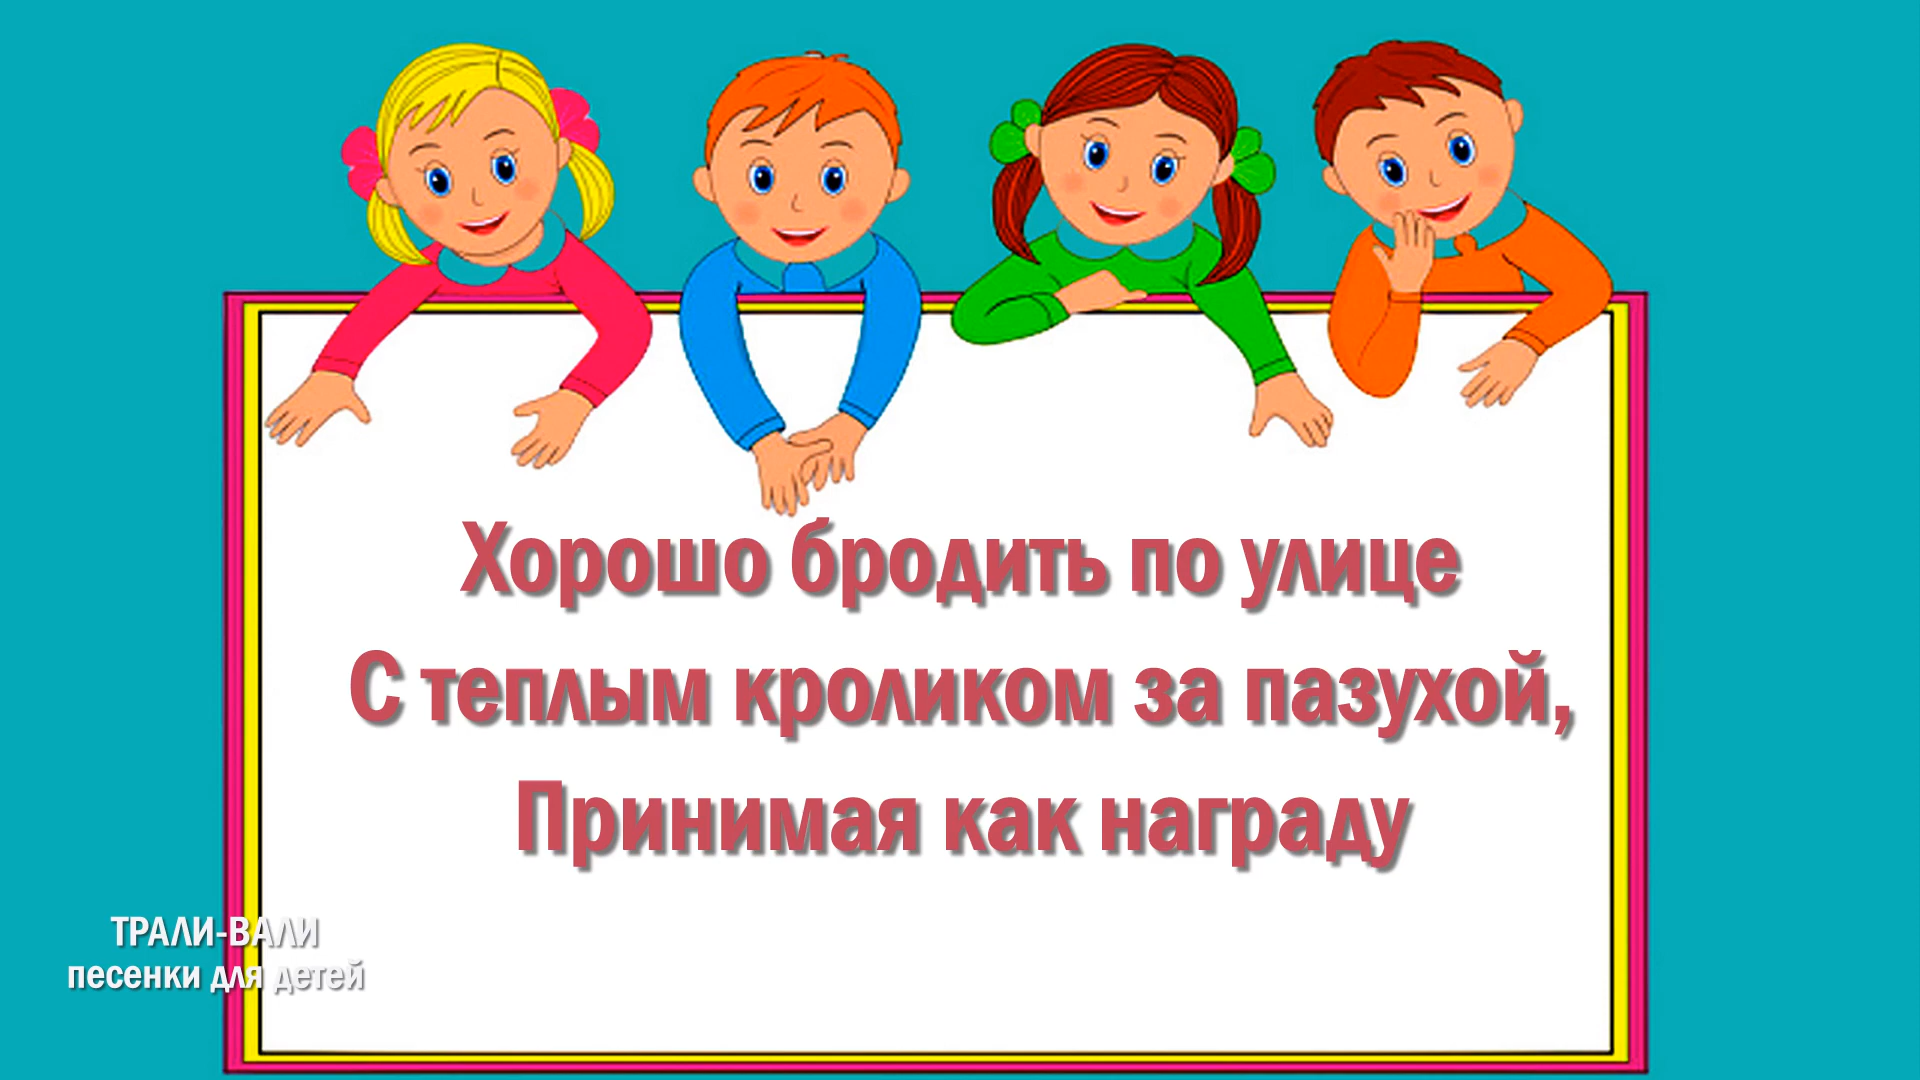 Хорошо бродить по улице
С теплым кроликом за пазухой,
Принимая как награду
ТРАЛИ-ВАЛИ
песенки для детей